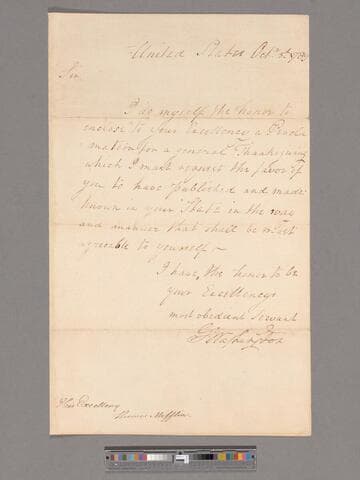 United States Oct.r 3.d 1789
Sir
I do myself the honor to
enclose to your Excellency a Procla-
mation for a general Thanksgiving
which I must request the favor of
you to have published and made
known in your State in the way
and manner that shall be most
agreeable to yourself—
I have the honor to be
your Excellency's
most obedient Servant
G.o Washington
His Excellency
Thomas Mifflin